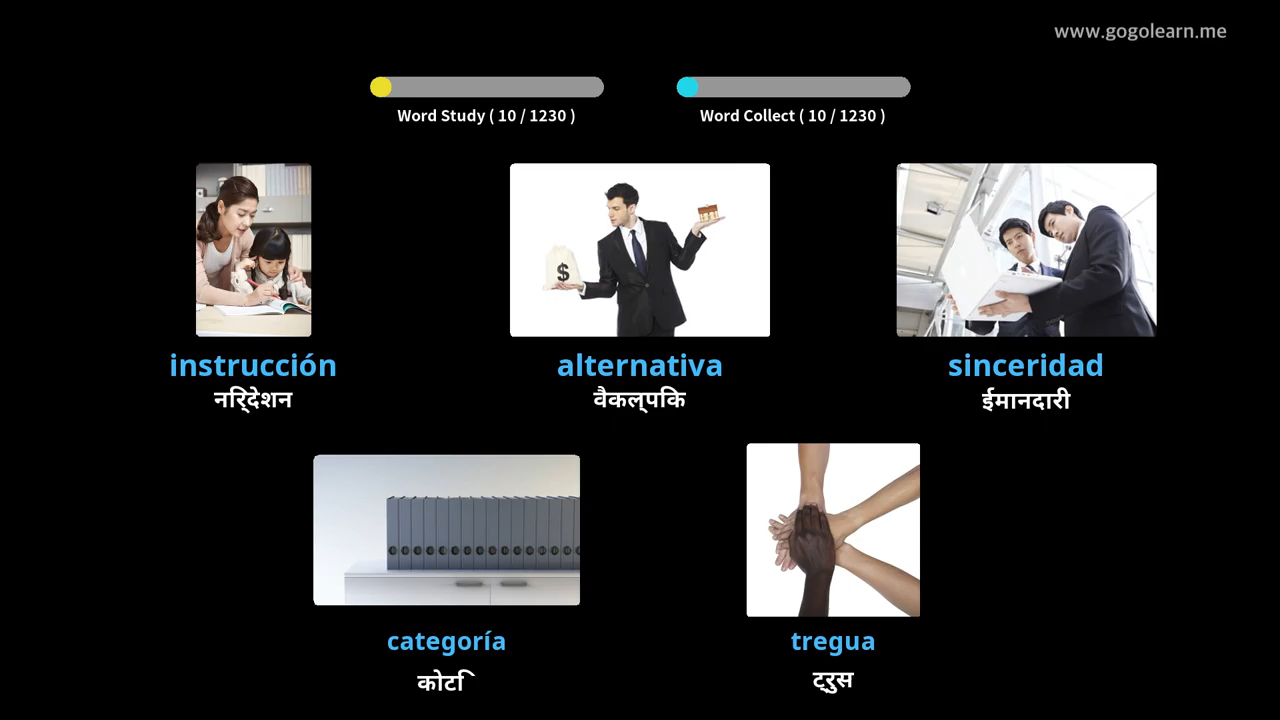 www.gogolearn.me
Word Study ( 10 / 1230 )
Word Collect ( 10 / 1230 )
$
instrucción
निर्देशन
alternativa
वैकल्पिक
sinceridad
ईमानदारी
categoría
कोटि
tregua
ट्रुस